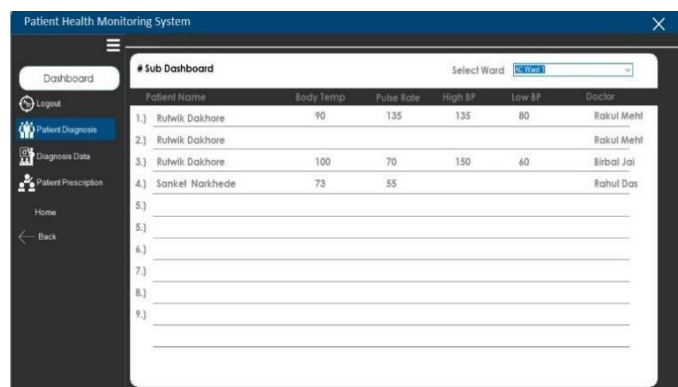 Patient Health Monitoring System
Dashboard
Logout
Patient Diagnosis
Diagnosis Data
Patient Prescription
Home
Back
# Sub Dashboard Select Ward AC Ward 1
Patient Name Body Temp Pulse Rate High BP Low BP Doctor
1.) Rutwik Dakhore 90 135 135 80 Rakul Meht
2.) Rutwik Dakhore Rakul Meht
3.) Rutwik Dakhore 100 70 150 60 Birbal Jai
4.) Sanket Narkhede 73 55 Rahul Das
5.)
5.)
6.)
7.)
8.)
9.)